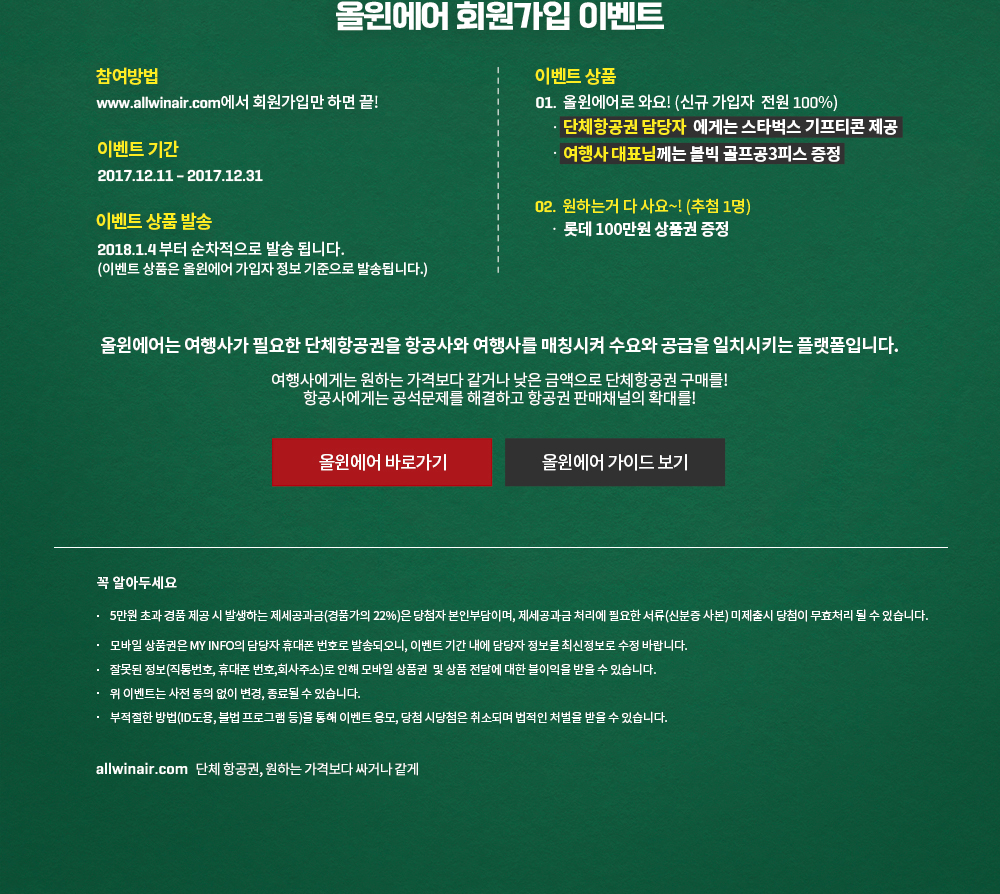 올윈에어 회원가입 이벤트
참여방법
www.allwinair.com에서 회원가입만 하면 끝!
이벤트 기간
2017.12.11 – 2017.12.31
이벤트 상품 발송
2018.1.4 부터 순차적으로 발송 됩니다.
(이벤트 상품은 올윈에어 가입자 정보 기준으로 발송됩니다.)
이벤트 상품
01. 올윈에어로 와요! (신규 가입자 전원 100%)
· 단체항공권 담당자 에게는 스타벅스 기프티콘 제공
· 여행사 대표님께는 볼빅 골프공3피스 증정
02. 원하는거 다 사요~! (추첨 1명)
· 롯데 100만원 상품권 증정
올윈에어는 여행사가 필요한 단체항공권을 항공사와 여행사를 매칭시켜 수요와 공급을 일치시키는 플랫폼입니다.
여행사에게는 원하는 가격보다 같거나 낮은 금액으로 단체항공권 구매를!
항공사에게는 공석문제를 해결하고 항공권 판매채널의 확대를!
올윈에어 바로가기
올윈에어 가이드 보기
꼭 알아두세요
· 5만원 초과 경품 제공 시 발생하는 제세공과금(경품가의 22%)은 당첨자 본인부담이며, 제세공과금 처리에 필요한 서류(신분증 사본) 미제출시 당첨이 무효처리 될 수 있습니다.
· 모바일 상품권은 MY INFO의 담당자 휴대폰 번호로 발송되오니, 이벤트 기간 내에 담당자 정보를 최신정보로 수정 바랍니다.
· 잘못된 정보(직통번호, 휴대폰 번호,회사주소)로 인해 모바일 상품권 및 상품 전달에 대한 불이익을 받을 수 있습니다.
· 위 이벤트는 사전 동의 없이 변경, 종료될 수 있습니다.
· 부적절한 방법(ID도용, 불법 프로그램 등)을 통해 이벤트 응모, 당첨 시 당첨은 취소되며 법적인 처벌을 받을 수 있습니다.
allwinair.com 단체 항공권, 원하는 가격보다 싸거나 같게